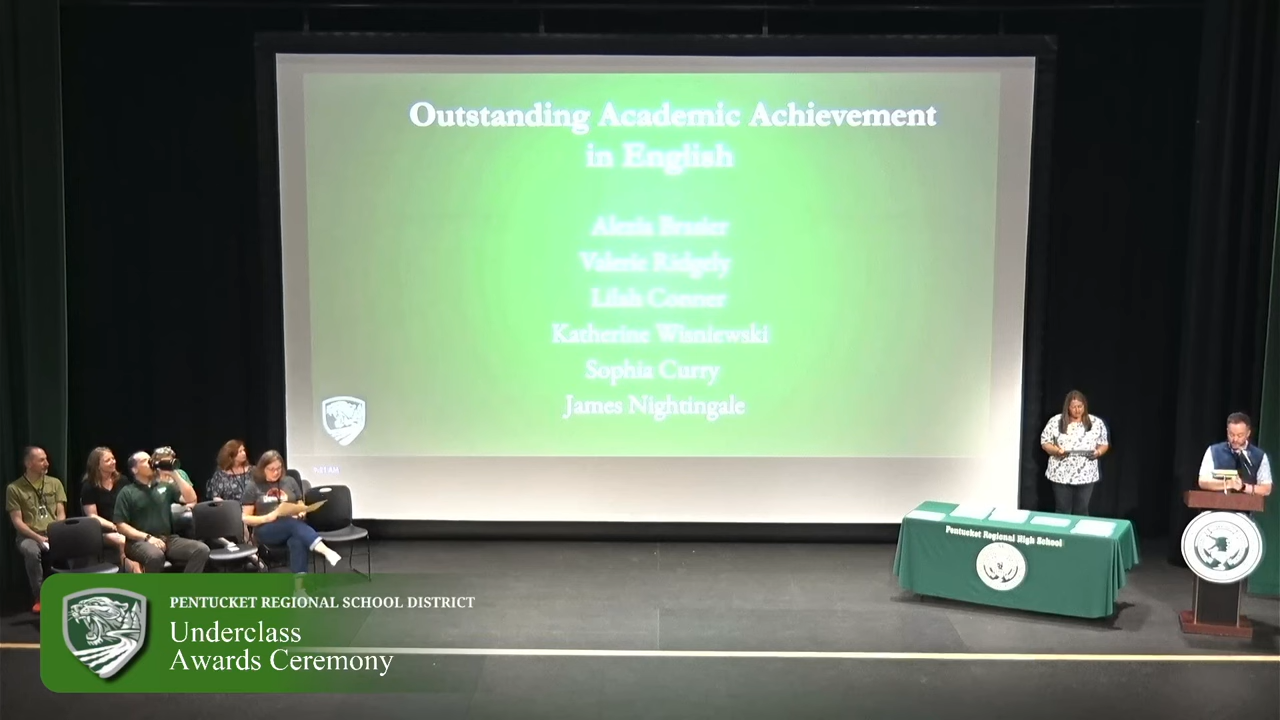 Outstanding Academic Achievement
in English
Alexis Brasier
Valerie Ridgely
Lilah Conner
Katherine Wisniewski
Sophia Curry
James Nightingale
Pentucket Regional High School
PENTUCKET REGIONAL SCHOOL DISTRICT
Underclass
Awards Ceremony